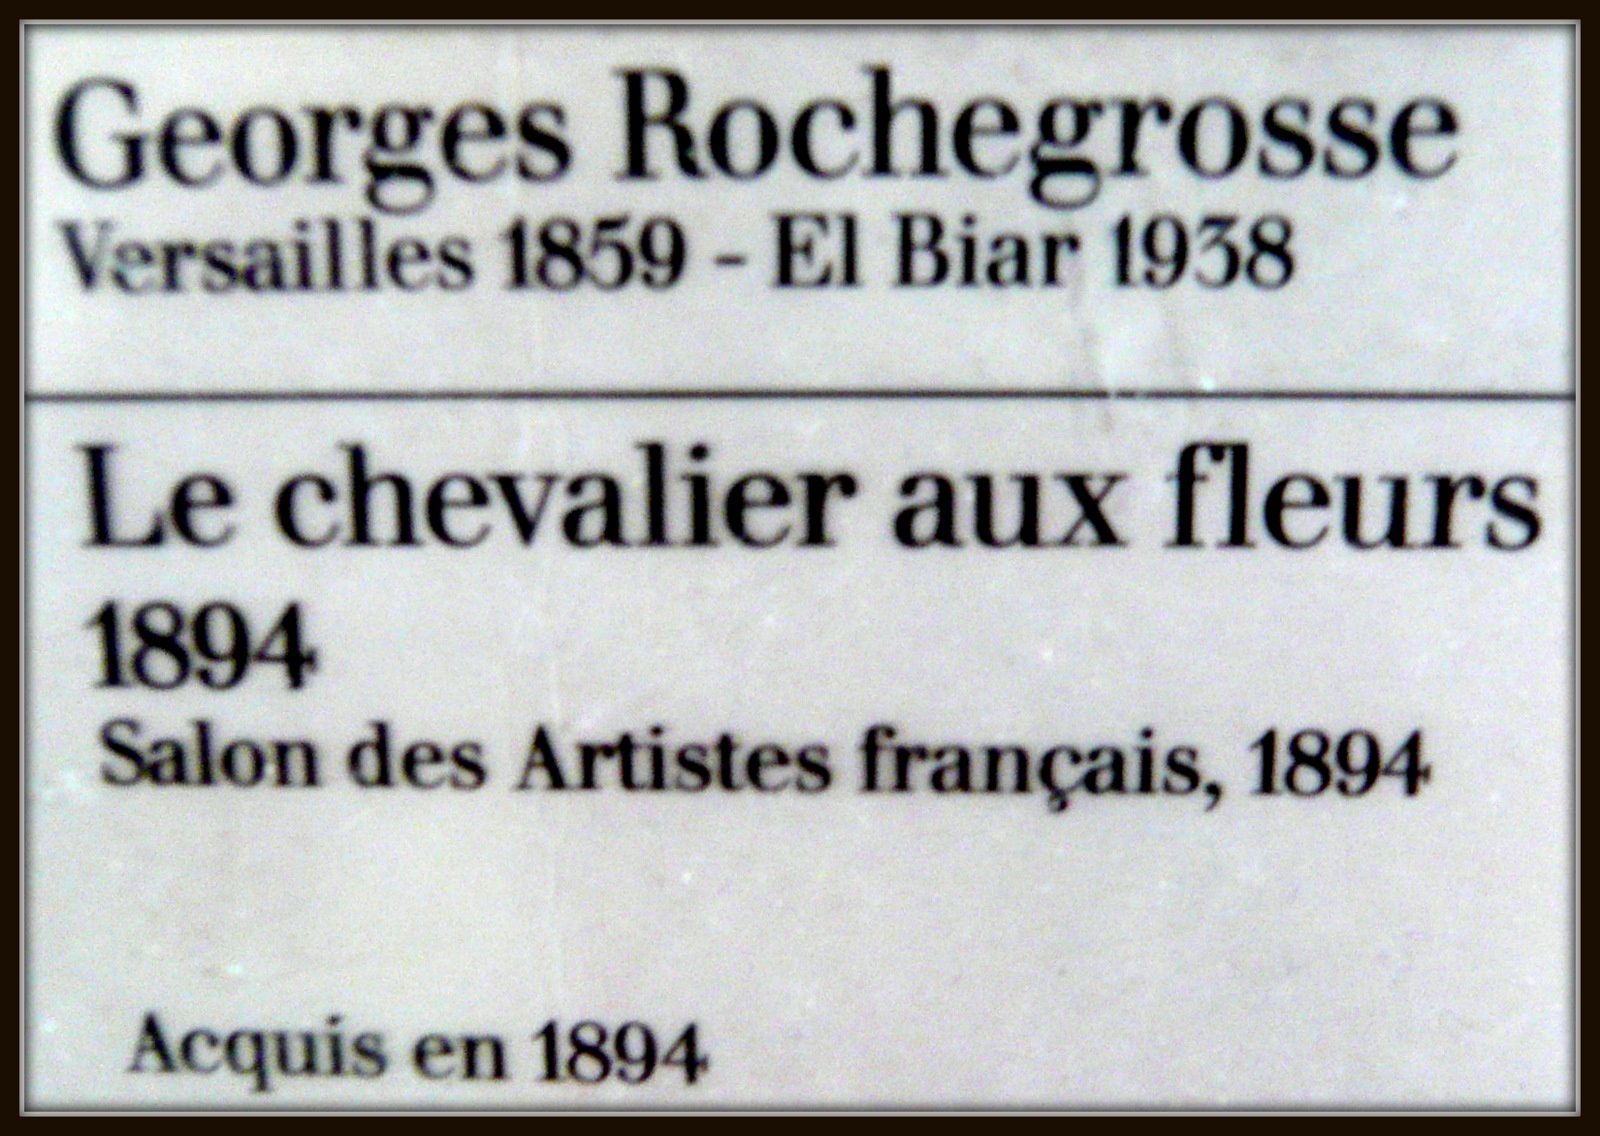 Georges Rochegrosse
Versailles 1859 - El Biar 1938
Le chevalier aux fleurs
1894
Salon des Artistes français, 1894
Acquis en 1894